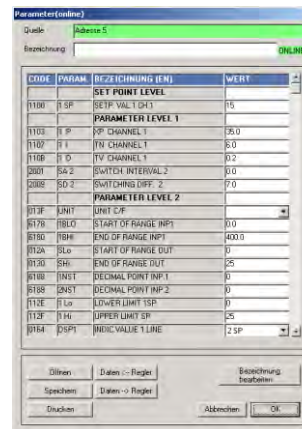 Parameter(online)
Quelle Adresse 5
Bezeichnung ONLINE
CODE PARAM. BEZEICHNUNG (EN) WERT
SET POINT LEVEL
1100 1 SP SETP. VAL 1 CH.1 15
PARAMETER LEVEL 1
1103 1 P XP CHANNEL 1 35.0
1107 1 I TN CHANNEL 1 6.0
1 D TV CHANNEL 1 0.2
2001 SA 2 SWITCH. INTERVAL 2 0.0
2009 SD 2 SWITCHING DIFF. 2 7.0
PARAMETER LEVEL 2
013F UNIT UNIT C/F
6178 1BLO START OF RANGE INP1 0.0
6180 1BHi END OF RANGE INP1 400.0
012A SLo START OF RANGE OUT 0
0130 SHi END OF RANGE OUT 25
6188 1NST DECIMAL POINT INP.1 0
6189 2NST DECIMAL POINT INP.2 0
112E 1 Lo LOWER LIMIT 1SP 0
112F 1 Hi UPPER LIMIT SP 25
0164 DSP1 INDIC.VALUE 1 LINE 2 SP
Öffnen Daten <- Regler Bezeichnung bearbeiten
Speichern Daten -> Regler
Drucken Abbrechen OK